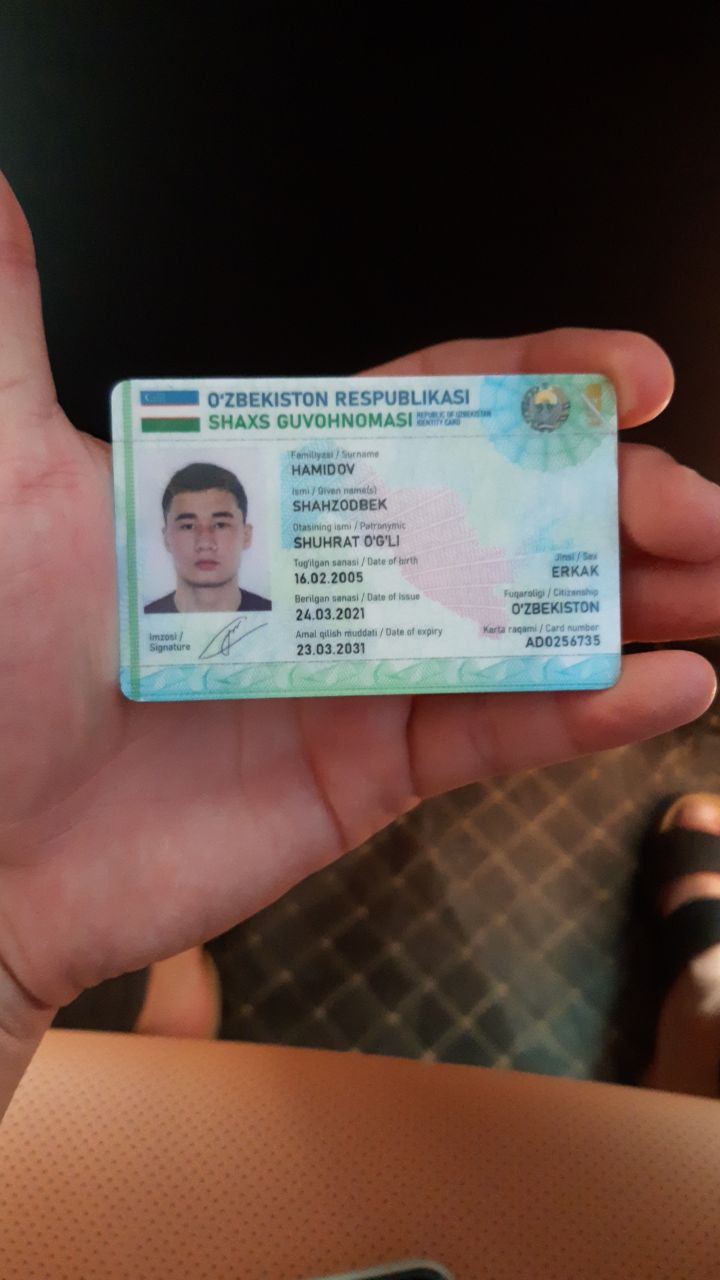 O'ZBEKISTON RESPUBLIKASI
SHAXS GUVOHNOMASI REPUBLIC OF UZBEKISTAN
IDENTITY CARD
Familiyasi / Surname
HAMIDOV
Ismi / Given name(s)
SHAHZODBEK
Otasining ismi / Patronymic
SHUHRAT O'G'LI
Tug'ilgan sanasi / Date of birth
16.02.2005
Jinsi / Sex
ERKAK
Berilgan sanasi / Date of issue
24.03.2021
Fuqaroligi / Citizenship
O'ZBEKISTON
Amal qilish muddati / Date of expiry
23.03.2031
Karta raqami / Card number
AD0256735
Imzosi /
Signature